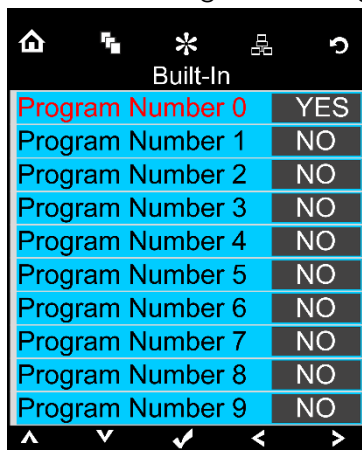 Built-In
Program Number 0 YES
Program Number 1 NO
Program Number 2 NO
Program Number 3 NO
Program Number 4 NO
Program Number 5 NO
Program Number 6 NO
Program Number 7 NO
Program Number 8 NO
Program Number 9 NO